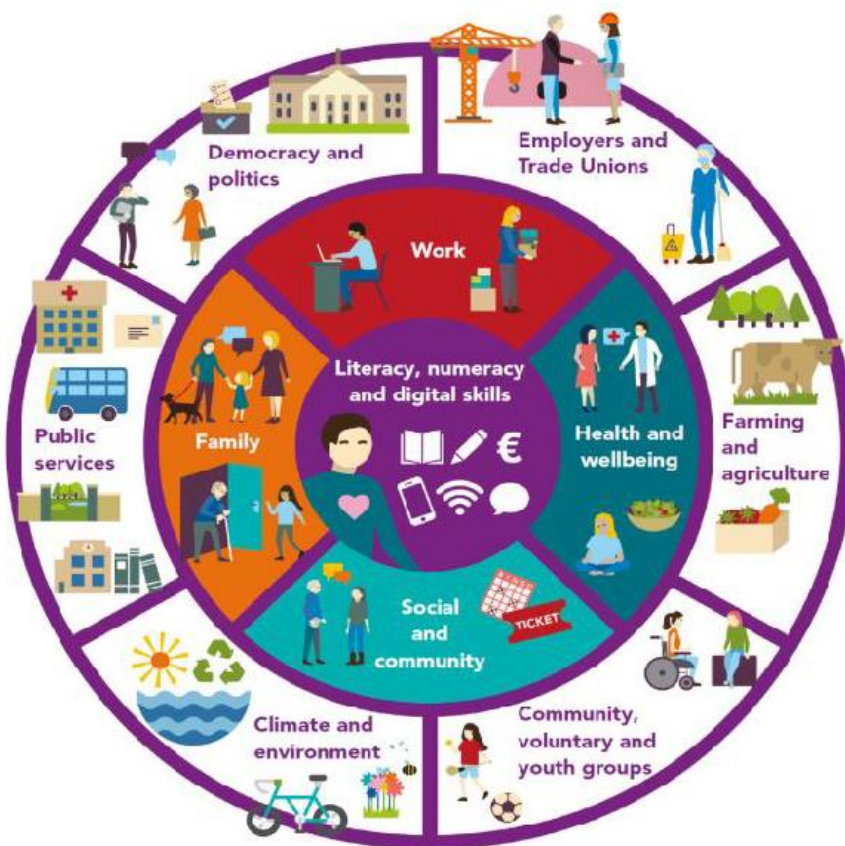 Democracy and
politics
Employers and
Trade Unions
Work
Literacy, numeracy
and digital skills
€
Family
Health and
wellbeing
Public
services
Farming
and
agriculture
Social
and
community
BINGO
TICKET
Climate and
environment
Community,
voluntary and
youth groups